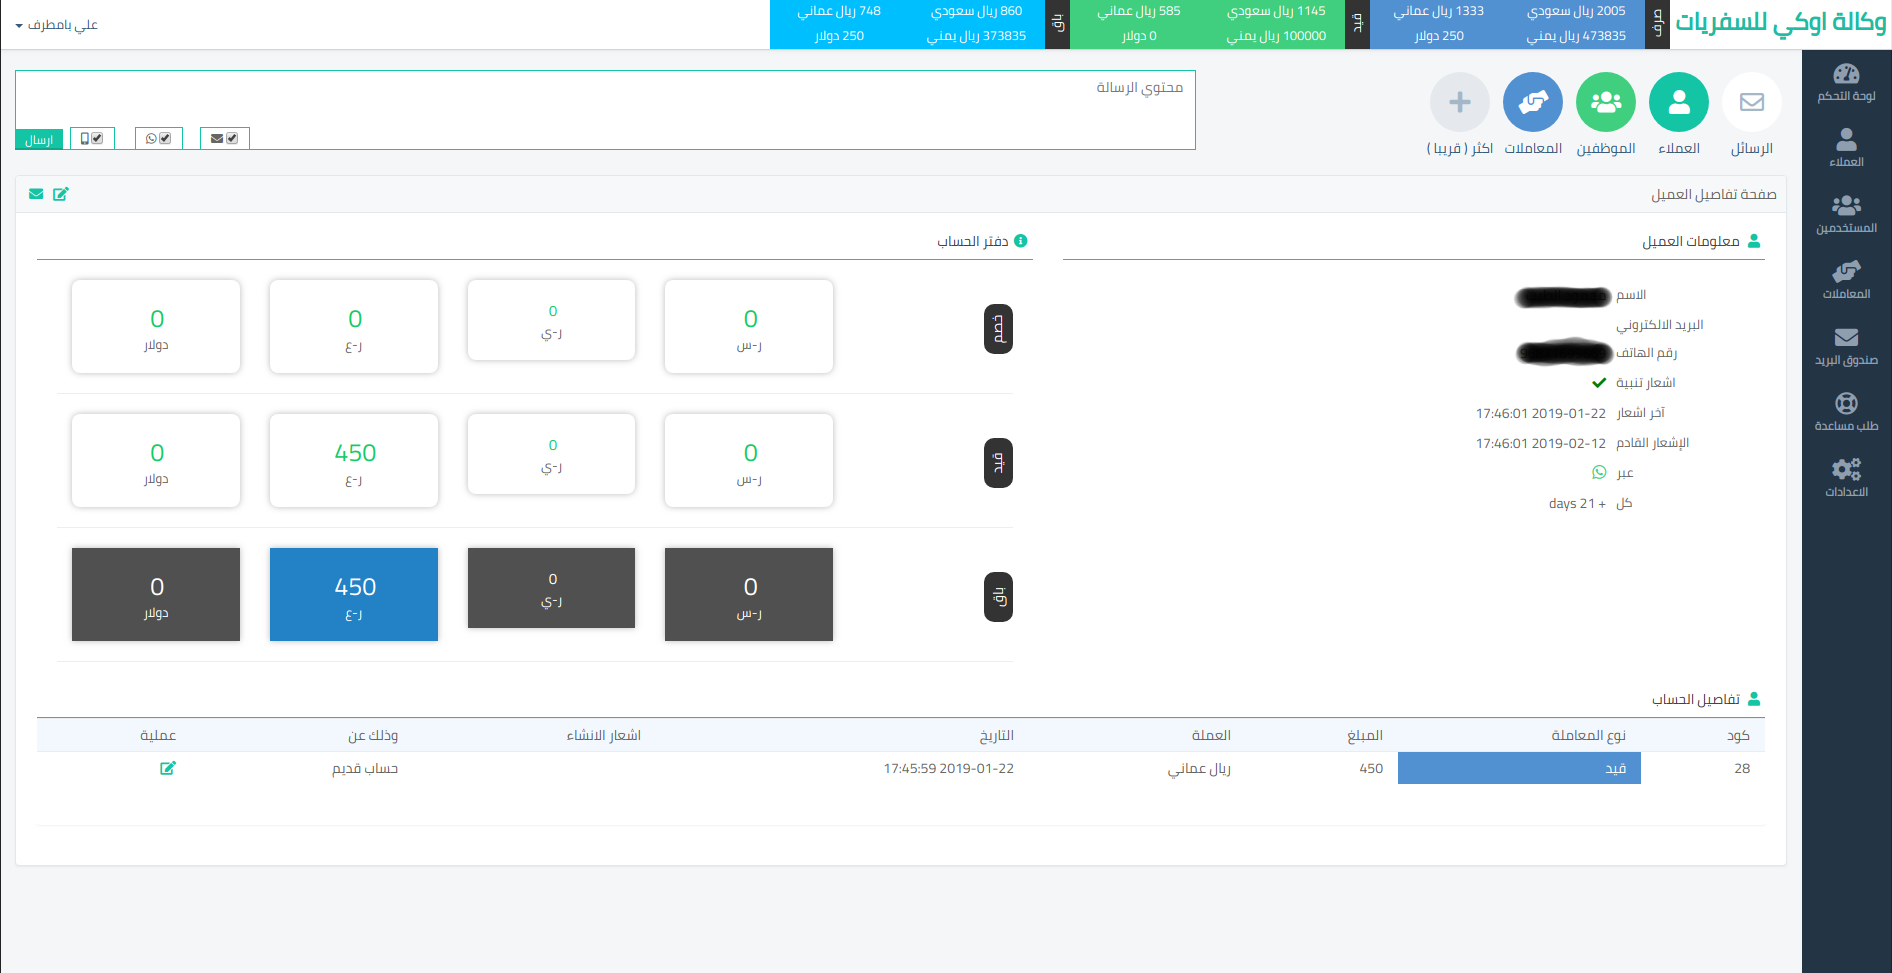 وكالة اوكي للسفريات
صرف
2005 ريال سعودي
1333 ريال عماني
473835 ريال يمني
250 دولار
قيد
1145 ريال سعودي
585 ريال عماني
100000 ريال يمني
0 دولار
باق
860 ريال سعودي
748 ريال عماني
373835 ريال يمني
250 دولار
علي بامطرف
لوحة التحكم
العملاء
المستخدمين
المعاملات
صندوق البريد
طلب مساعدة
الاعدادات
الرسائل
العملاء
الموظفين
المعاملات
اكثر ( قريبا )
محتوي الرسالة
ارسال
صفحة تفاصيل العميل
معلومات العميل
الاسم
البريد الالكتروني
رقم الهاتف
اشعار تنبية
آخر اشعار 2019-01-22 17:46:01
الإشعار القادم 2019-02-12 17:46:01
عبر
كل + 21 days
دفتر الحساب
خصم
0
ر-س
0
ر-ي
0
ر-ع
0
دولار
قيد
0
ر-س
0
ر-ي
450
ر-ع
0
دولار
باق
0
ر-س
0
ر-ي
450
ر-ع
0
دولار
تفاصيل الحساب
كود نوع المعاملة المبلغ العملة التاريخ اشعار الانشاء وذلك عن عملية
28 قيد 450 ريال عماني 2019-01-22 17:45:59 حساب قديم